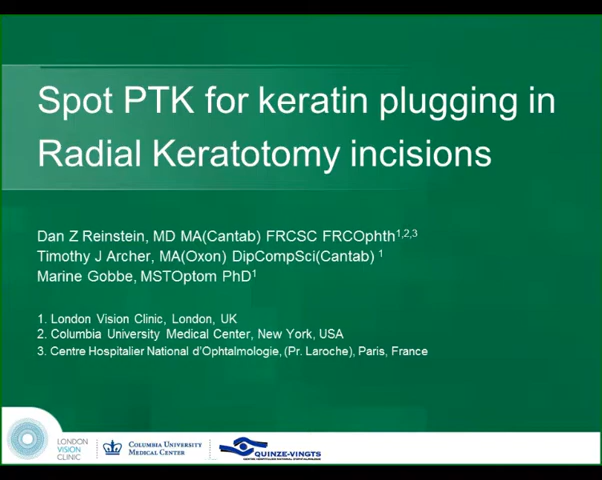 Spot PTK for keratin plugging in
Radial Keratotomy incisions
Dan Z Reinstein, MD MA(Cantab) FRCSC FRCOphth1,2,3
Timothy J Archer, MA(Oxon) DipCompSci(Cantab) 1
Marine Gobbe, MSTOptom PhD1
1. London Vision Clinic, London, UK
2. Columbia University Medical Center, New York, USA
3. Centre Hospitalier National d'Ophtalmologie, (Pr. Laroche), Paris, France
LONDON
VISION
CLINIC
COLUMBIA UNIVERSITY
MEDICAL CENTER
QUINZE-VINGTS